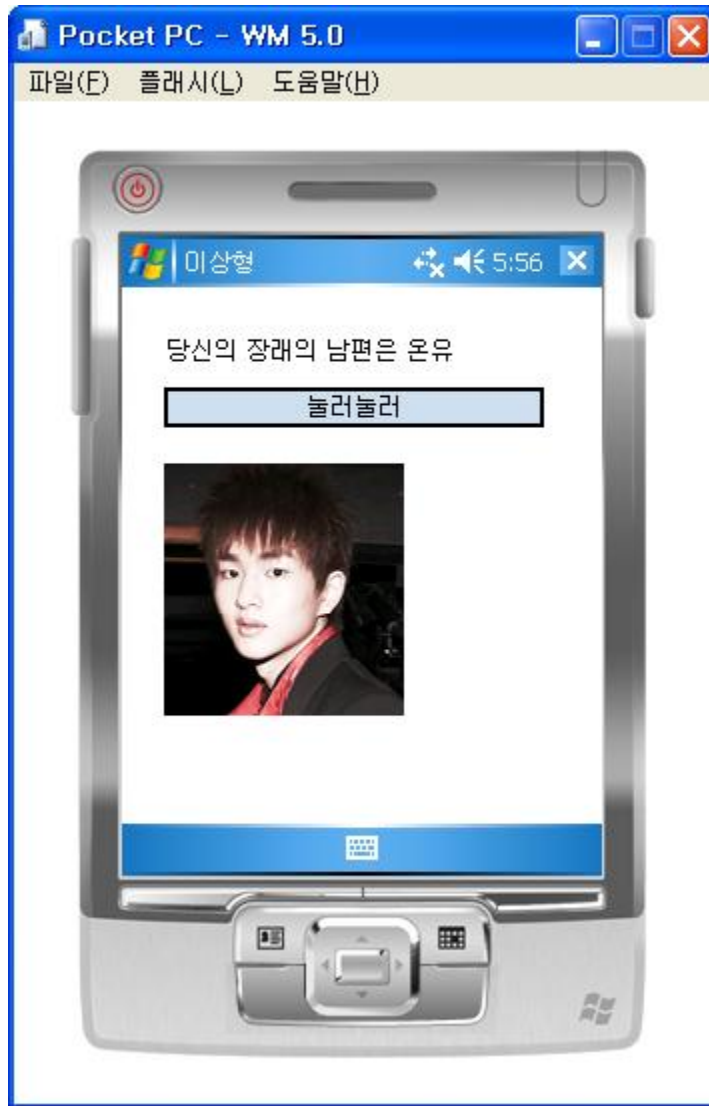 Pocket PC - WM 5.0
파일(F) 플래시(L) 도움말(H)
이상형 5:56
당신의 장래의 남편은 온유
눌러눌러